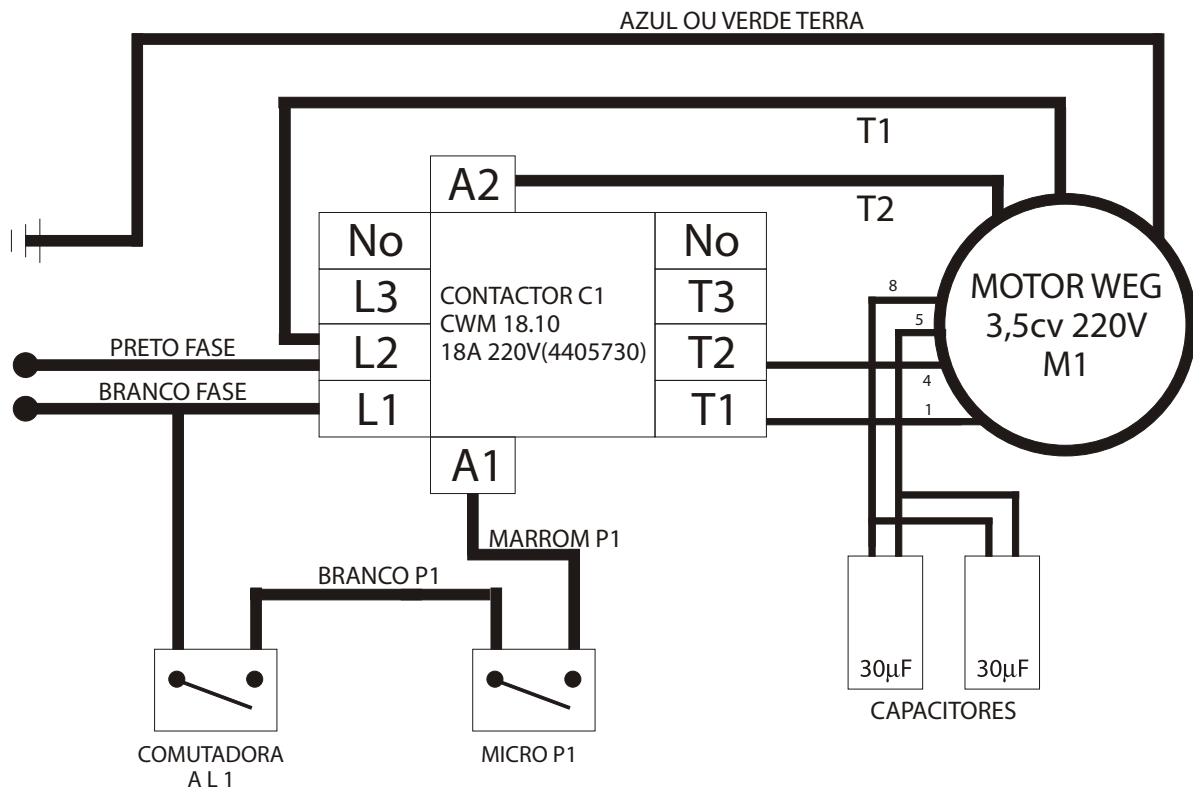 AZUL OU VERDE TERRA
T1
A2
T2
No
No
L3
T3
L2
T2
L1
T1
CONTACTOR C1
CWM 18.10
18A 220V(4405730)
A1
MOTOR WEG
3,5cv 220V
M1
8
5
4
1
PRETO FASE
BRANCO FASE
MARROM P1
BRANCO P1
30µF
30µF
CAPACITORES
COMUTADORA
A L 1
MICRO P1